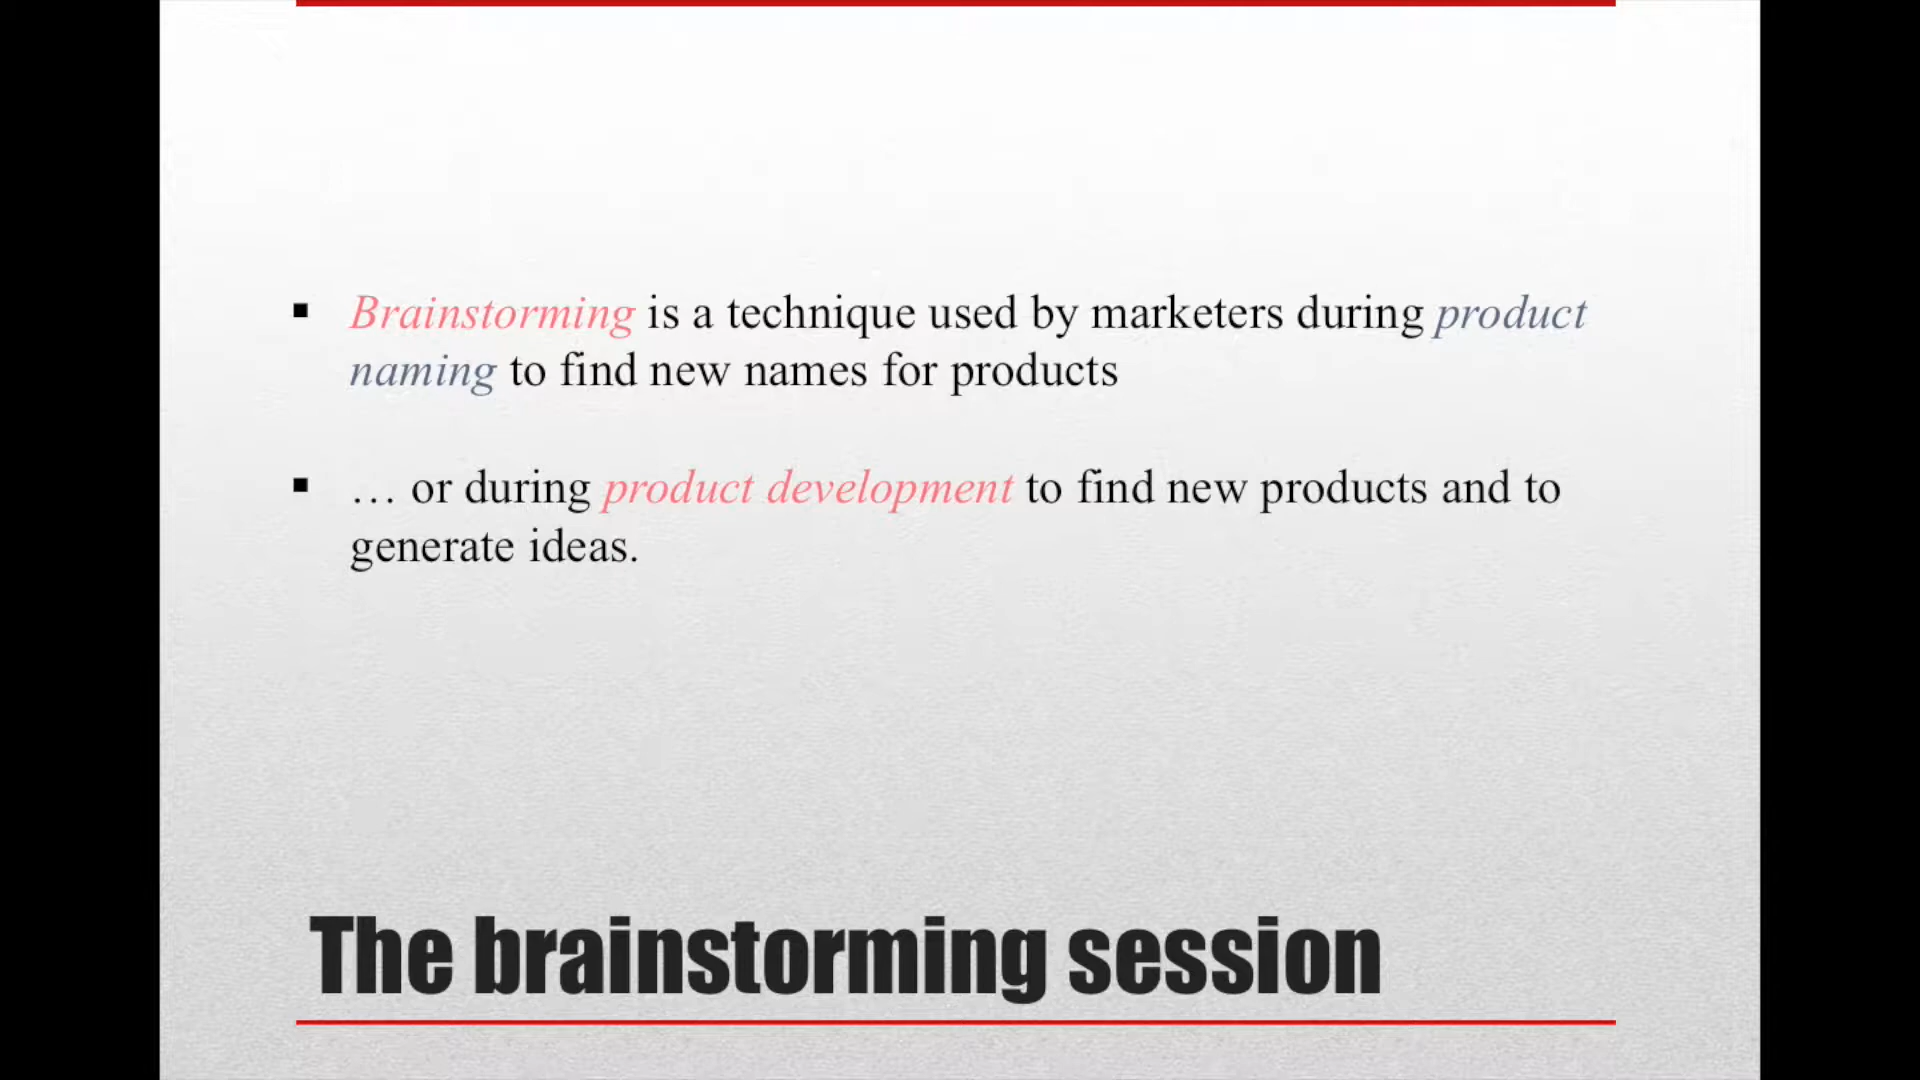 ▪ Brainstorming is a technique used by marketers during product
naming to find new names for products
▪ … or during product development to find new products and to
generate ideas.
The brainstorming session